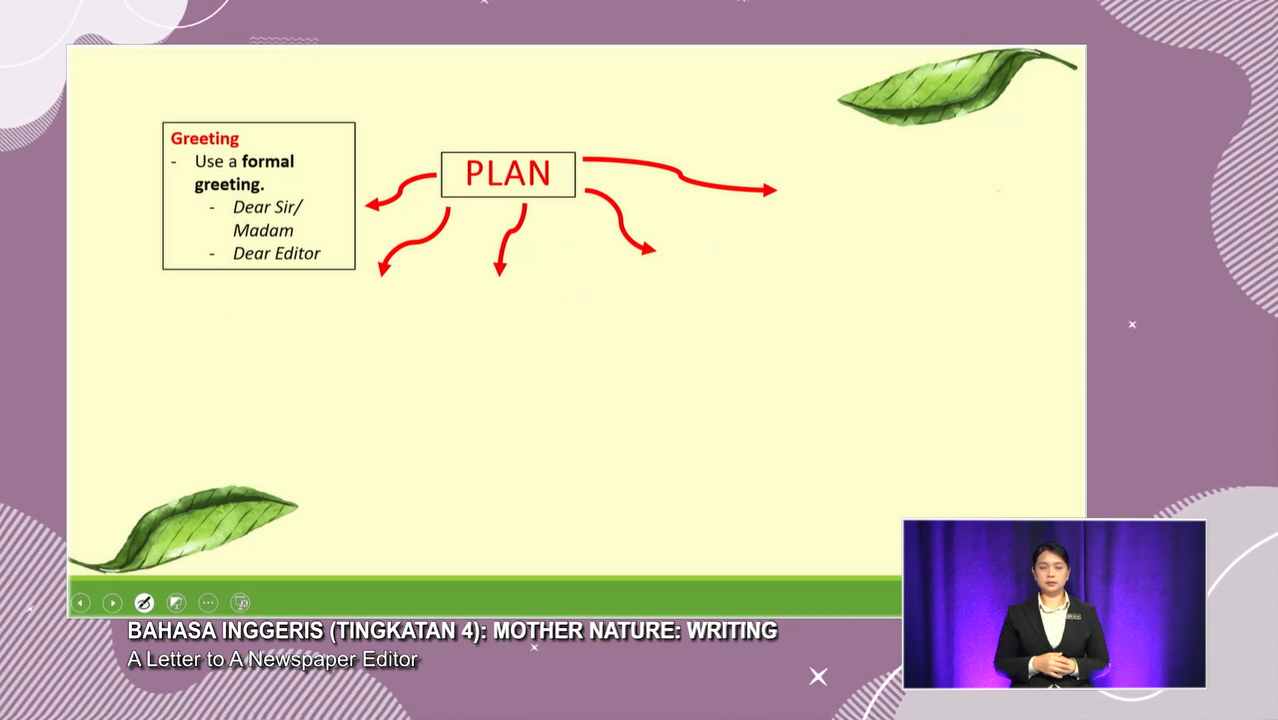 Greeting
- Use a formal
greeting.
- Dear Sir/
Madam
- Dear Editor
PLAN
BAHASA INGGERIS (TINGKATAN 4): MOTHER NATURE: WRITING
A Letter to A Newspaper Editor